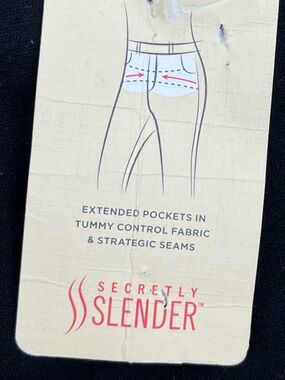 EXTENDED POCKETS IN
TUMMY CONTROL FABRIC
& STRATEGIC SEAMS
SECRETLY
SLENDER™